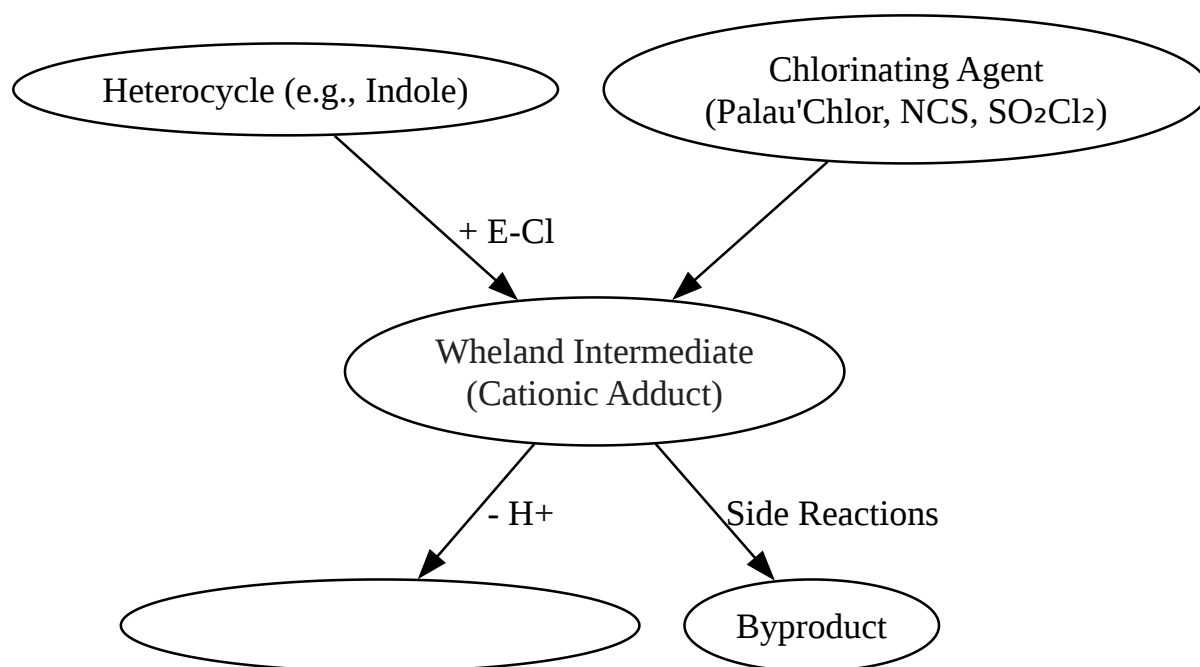 Heterocycle (e.g., Indole)
Chlorinating Agent
(Palau'Chlor, NCS, SO₂Cl₂)
+ E-Cl
Wheland Intermediate
(Cationic Adduct)
- H+
Side Reactions
Byproduct